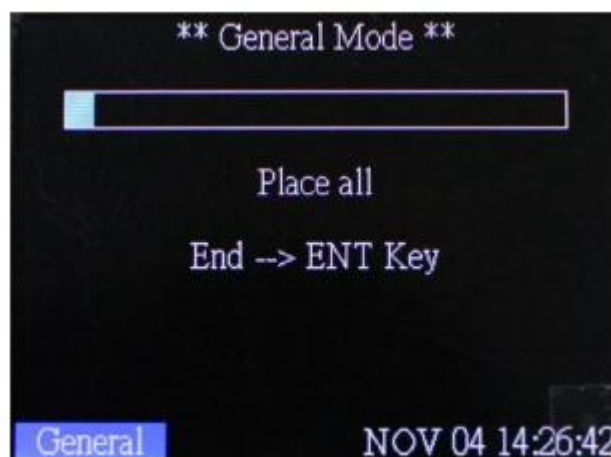 ** General Mode **
Place all
End --> ENT Key
General
NOV 04 14:26:42